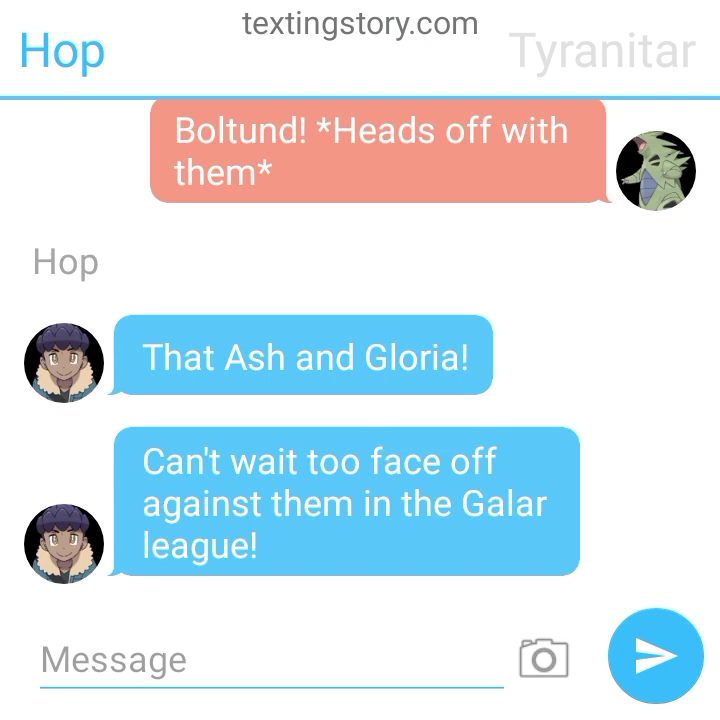 textingstory.com
Hop
Tyranitar
Boltund! *Heads off with
them*
Hop
That Ash and Gloria!
Can't wait too face off
against them in the Galar
league!
Message